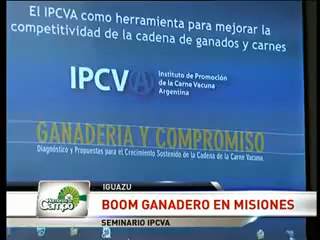 El IPCVA como herramienta para mejorar la
competitividad de la cadena de ganados y carnes
IPCVA
Instituto de Promoción
de la Carne Vacuna
Argentina
GANADERIA Y COMPROMISO
Diagnóstico y Propuestas para el Crecimiento Sostenido de la Cadena de la Carne Vacuna.
IGUAZU
Campo
BOOM GANADERO EN MISIONES
SEMINARIO IPCVA